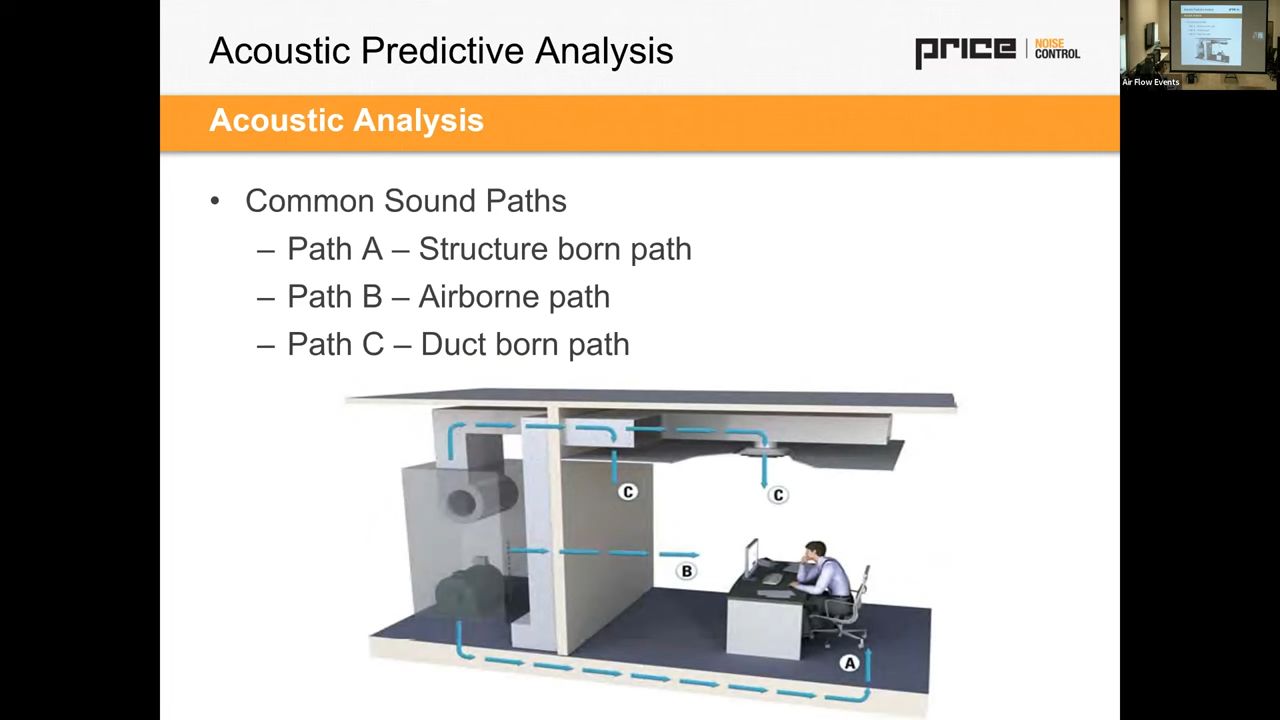 Acoustic Predictive Analysis
price NOISE CONTROL
Acoustic Analysis
• Common Sound Paths
– Path A – Structure born path
– Path B – Airborne path
– Path C – Duct born path
C
C
B
A
Air Flow Events